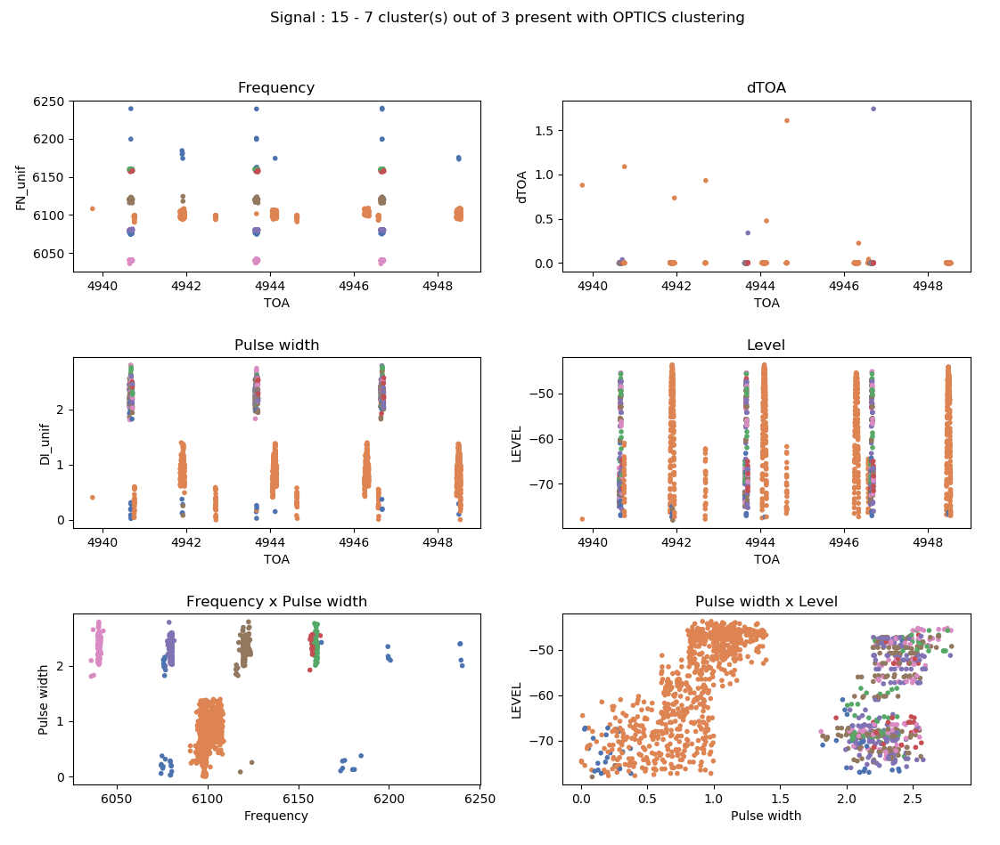 Signal : 15 - 7 cluster(s) out of 3 present with OPTICS clustering
Frequency
dTOA
6250
6200
6150
6100
6050
FN_unif
4940 4942 4944 4946 4948
TOA
1.5
1.0
0.5
0.0
dTOA
4940 4942 4944 4946 4948
TOA
Pulse width
Level
2
1
0
DI_unif
4940 4942 4944 4946 4948
TOA
−50
−60
−70
LEVEL
4940 4942 4944 4946 4948
TOA
Frequency x Pulse width
Pulse width x Level
2
1
0
Pulse width
6050 6100 6150 6200 6250
Frequency
−50
−60
−70
LEVEL
0.0 0.5 1.0 1.5 2.0 2.5
Pulse width